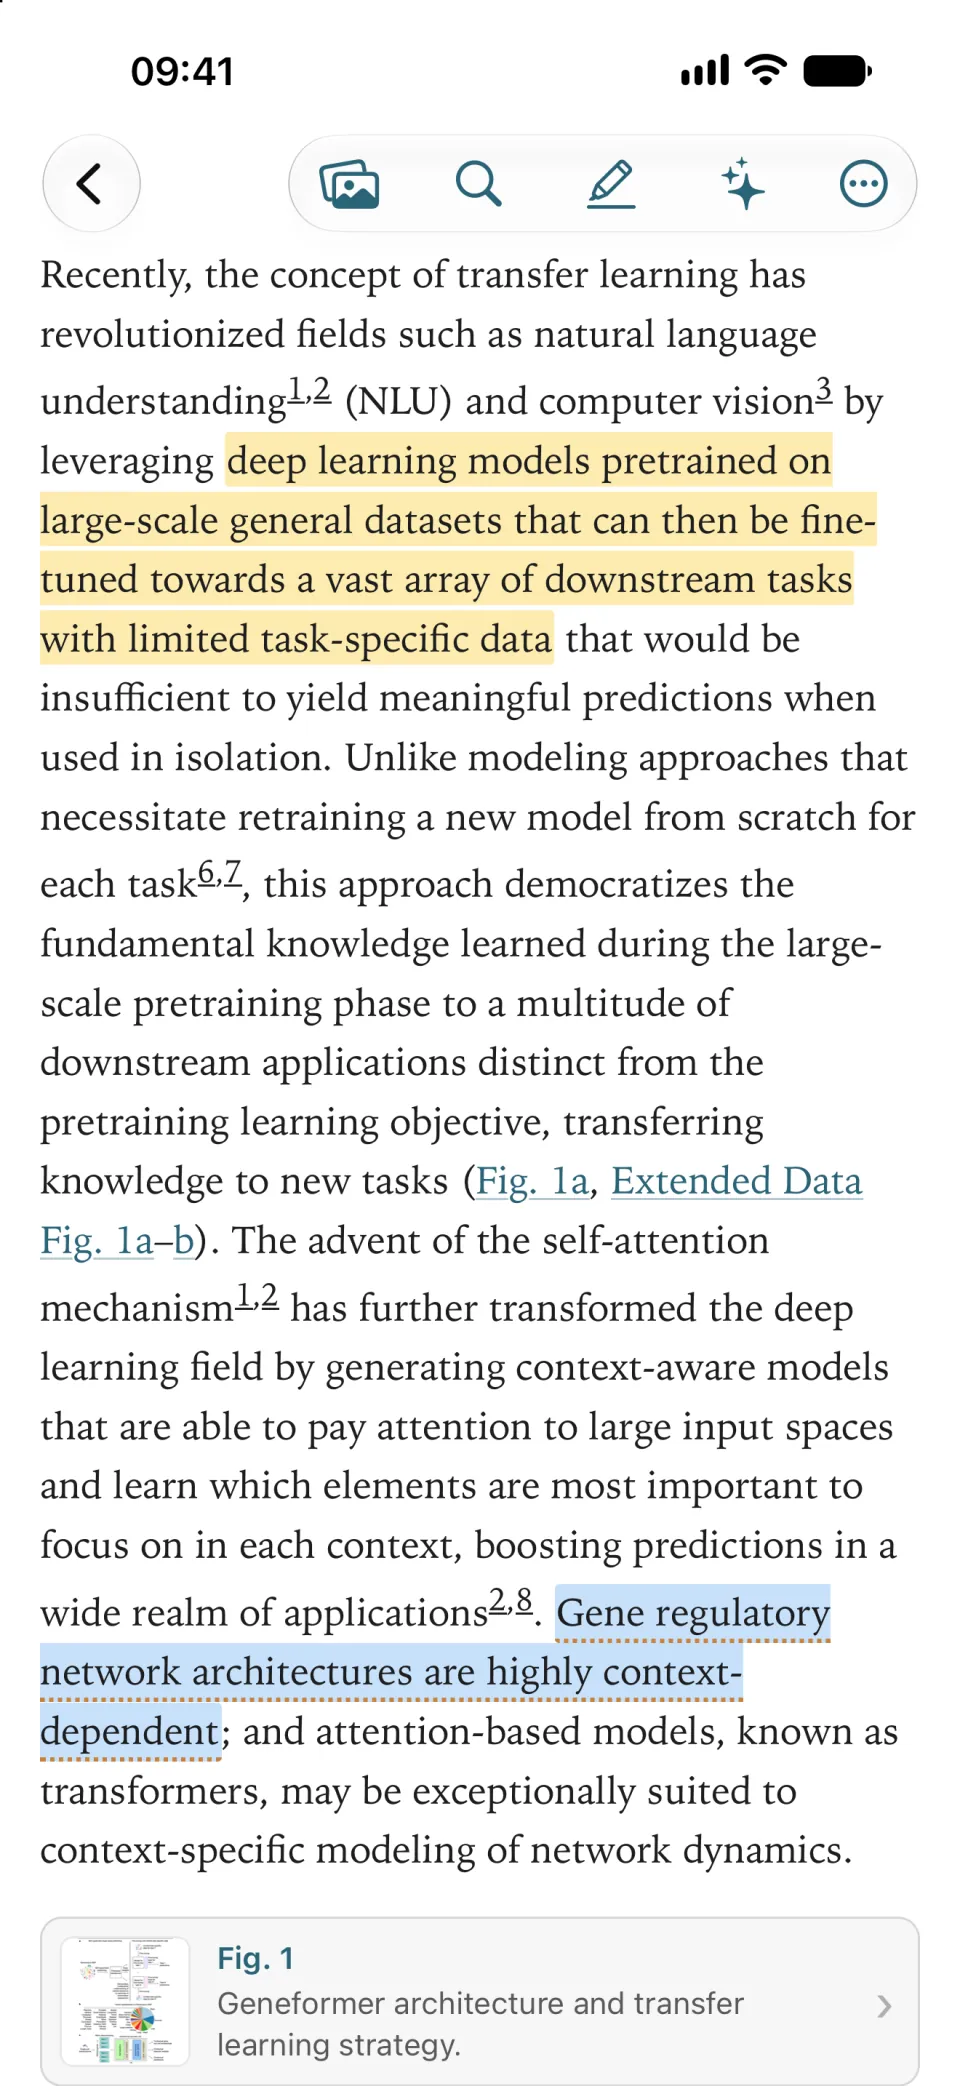 09:41
Recently, the concept of transfer learning has
revolutionized fields such as natural language
understanding1,2 (NLU) and computer vision3 by
leveraging deep learning models pretrained on
large-scale general datasets that can then be fine-
tuned towards a vast array of downstream tasks
with limited task-specific data that would be
insufficient to yield meaningful predictions when
used in isolation. Unlike modeling approaches that
necessitate retraining a new model from scratch for
each task6,7, this approach democratizes the
fundamental knowledge learned during the large-
scale pretraining phase to a multitude of
downstream applications distinct from the
pretraining learning objective, transferring
knowledge to new tasks (Fig. 1a, Extended Data
Fig. 1a–b). The advent of the self-attention
mechanism1,2 has further transformed the deep
learning field by generating context-aware models
that are able to pay attention to large input spaces
and learn which elements are most important to
focus on in each context, boosting predictions in a
wide realm of applications2,8. Gene regulatory
network architectures are highly context-
dependent; and attention-based models, known as
transformers, may be exceptionally suited to
context-specific modeling of network dynamics.
Fig. 1
Geneformer architecture and transfer
learning strategy.